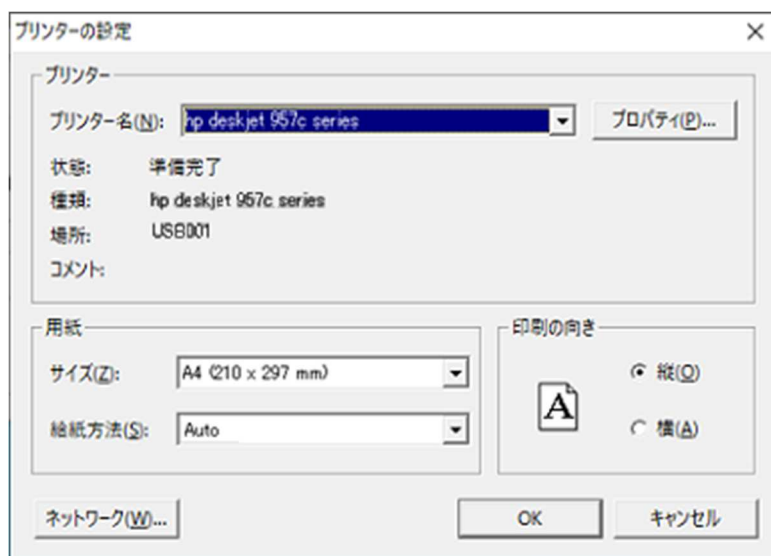 プリンターの設定
プリンター
プリンター名(N): hp deskjet 957c series プロパティ(P)...
状態: 準備完了
種類: hp deskjet 957c series
場所: USB001
コメント:
用紙
サイズ(Z): A4 (210 x 297 mm)
給紙方法(S): Auto
印刷の向き
A
縦(O)
横(A)
ネットワーク(W)... OK キャンセル